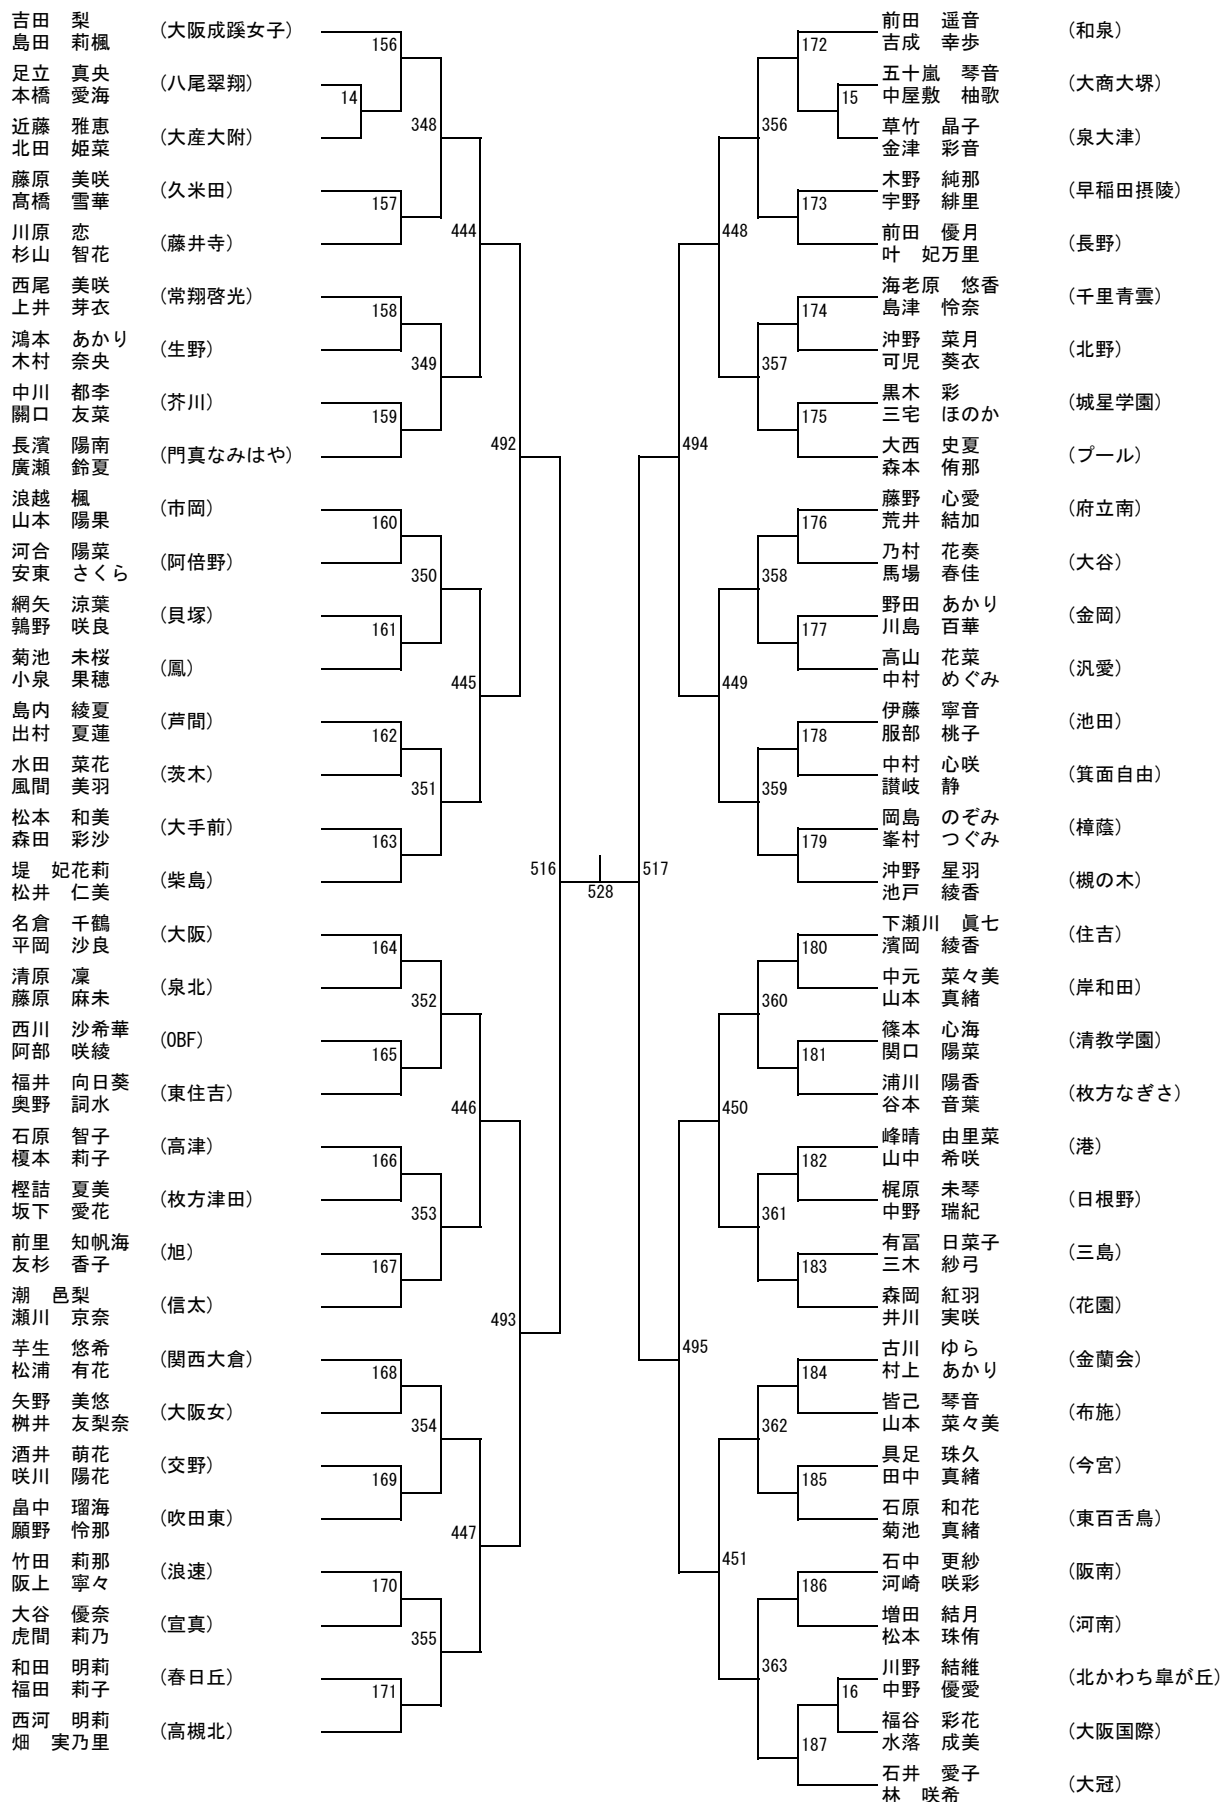 吉田　梨
島田　莉楓
(大阪成蹊女子)
足立　真央
本橋　愛海
(八尾翠翔)
近藤　雅恵
北田　姫菜
(大産大附)
藤原　美咲
髙橋　雪華
(久米田)
川原　恋
杉山　智花
(藤井寺)
西尾　美咲
上井　芽衣
(常翔啓光)
鴻本　あかり
木村　奈央
(生野)
中川　都李
關口　友菜
(芥川)
長濱　陽南
廣瀬　鈴夏
(門真なみはや)
浪越　楓
山本　陽果
(市岡)
河合　陽菜
安東　さくら
(阿倍野)
網矢　涼葉
鶉野　咲良
(貝塚)
菊池　未桜
小泉　果穂
(鳳)
島内　綾夏
出村　夏蓮
(芦間)
水田　菜花
風間　美羽
(茨木)
松本　和美
森田　彩沙
(大手前)
堤　妃花莉
松井　仁美
(柴島)
名倉　千鶴
平岡　沙良
(大阪)
清原　凜
藤原　麻未
(泉北)
西川　沙希華
阿部　咲綾
(OBF)
福井　向日葵
奥野　詞水
(東住吉)
石原　智子
榎本　莉子
(高津)
樫詰　夏美
坂下　愛花
(枚方津田)
前里　知帆海
友杉　香子
(旭)
潮　邑梨
瀬川　京奈
(信太)
芋生　悠希
松浦　有花
(関西大倉)
矢野　美悠
桝井　友梨奈
(大阪女)
酒井　萌花
咲川　陽花
(交野)
畠中　瑠海
願野　怜那
(吹田東)
竹田　莉那
阪上　寧々
(浪速)
大谷　優奈
虎間　莉乃
(宣真)
和田　明莉
福田　莉子
(春日丘)
西河　明莉
畑　実乃里
(高槻北)
156
14
348
157
444
158
349
159
492
160
350
161
445
162
351
163
516
164
352
165
446
166
353
167
493
168
354
169
447
170
355
171
528
517
172
15
356
173
448
174
357
175
494
176
358
177
449
178
359
179
180
360
181
450
182
361
183
495
184
362
185
451
186
363
16
187
前田　遥音
吉成　幸歩
(和泉)
五十嵐　琴音
中屋敷　柚歌
(大商大堺)
草竹　晶子
金津　彩音
(泉大津)
木野　純那
宇野　緋里
(早稲田摂陵)
前田　優月
叶　妃万里
(長野)
海老原　悠香
島津　怜奈
(千里青雲)
沖野　菜月
可児　葵衣
(北野)
黒木　彩
三宅　ほのか
(城星学園)
大西　史夏
森本　侑那
(プール)
藤野　心愛
荒井　結加
(府立南)
乃村　花奏
馬場　春佳
(大谷)
野田　あかり
川島　百華
(金岡)
高山　花菜
中村　めぐみ
(汎愛)
伊藤　寧音
服部　桃子
(池田)
中村　心咲
讃岐　静
(箕面自由)
岡島　のぞみ
峯村　つぐみ
(樟蔭)
沖野　星羽
池戸　綾香
(槻の木)
下瀬川　眞七
濱岡　綾香
(住吉)
中元　菜々美
山本　真緒
(岸和田)
篠本　心海
関口　陽菜
(清教学園)
浦川　陽香
谷本　音葉
(枚方なぎさ)
峰晴　由里菜
山中　希咲
(港)
梶原　未琴
中野　瑞紀
(日根野)
有冨　日菜子
三木　紗弓
(三島)
森岡　紅羽
井川　実咲
(花園)
古川　ゆら
村上　あかり
(金蘭会)
皆己　琴音
山本　菜々美
(布施)
具足　珠久
田中　真緒
(今宮)
石原　和花
菊池　真緒
(東百舌鳥)
石中　更紗
河崎　咲彩
(阪南)
増田　結月
松本　珠侑
(河南)
川野　結維
中野　優愛
(北かわち皐が丘)
福谷　彩花
水落　成美
(大阪国際)
石井　愛子
林　咲希
(大冠)